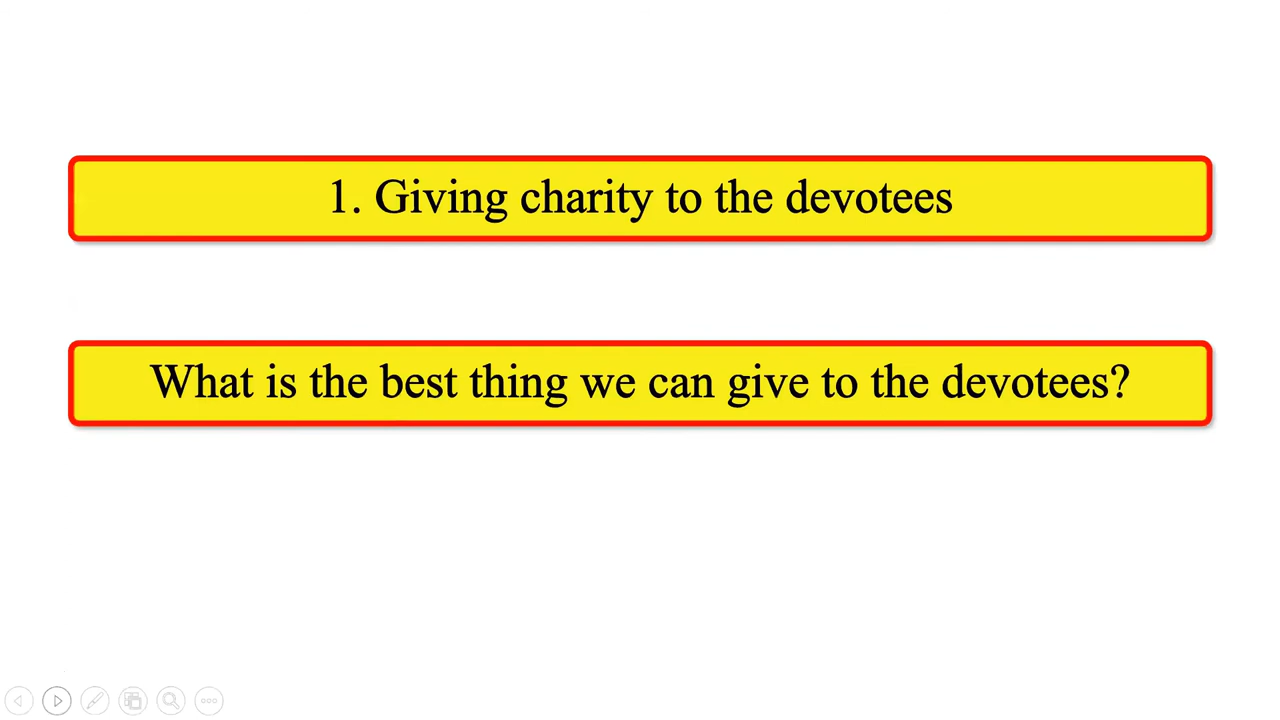 1. Giving charity to the devotees
What is the best thing we can give to the devotees?